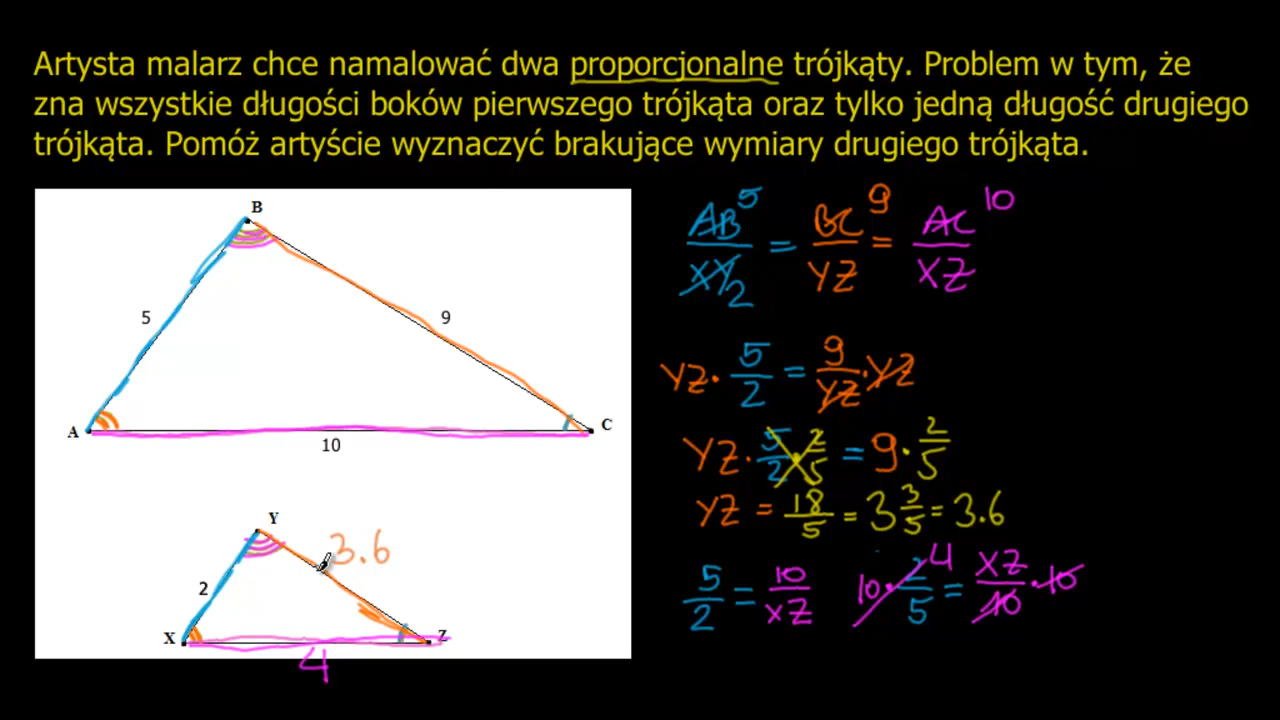 Artysta malarz chce namalować dwa proporcjonalne trójkąty. Problem w tym, że
zna wszystkie długości boków pierwszego trójkąta oraz tylko jedną długość drugiego
trójkąta. Pomóż artyście wyznaczyć brakujące wymiary drugiego trójkąta.
B
5
9
A
C
10
Y
3.6
2
X
Z
4
AB 5 BC 9 AC 10
XY 2 = YZ = XZ
YZ · 5/2 = 9/YZ · YZ
YZ · 5/2 · 2/5 = 9 · 2/5
YZ = 18/5 = 3 3/5 = 3.6
5/2 = 10/XZ 10 · 2/5 4 = XZ/10 · 10